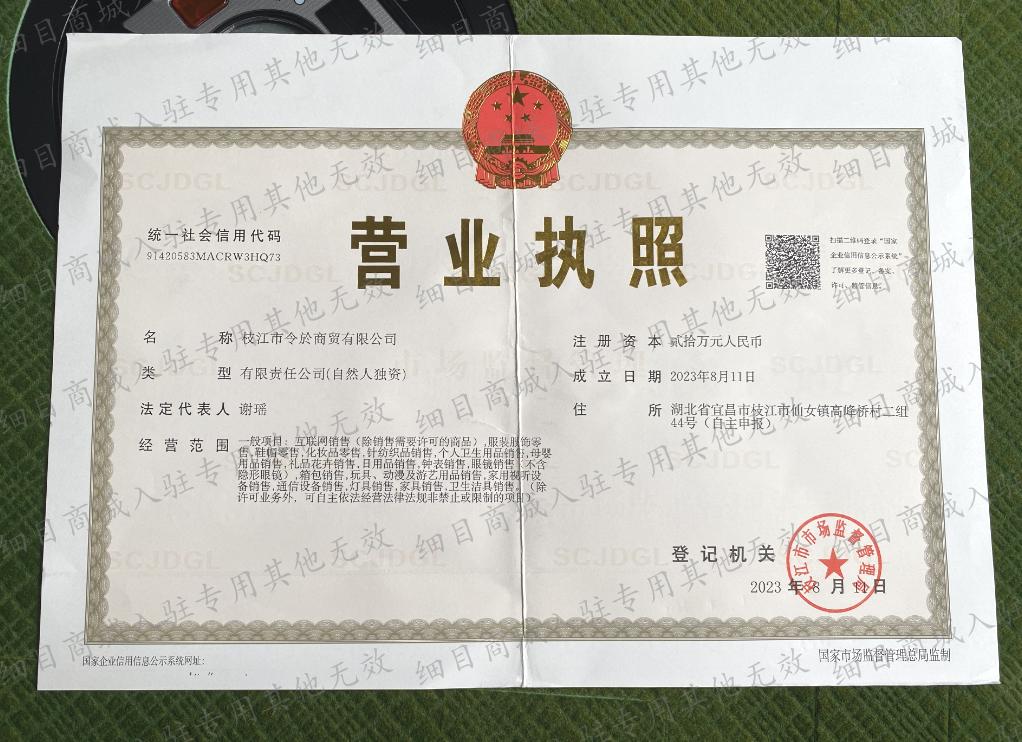 统一社会信用代码
91420583MACRW3HQ73
营业执照
扫描二维码登录“国家
企业信用信息公示系统”
了解更多登记、备案、
许可、监管信息。
名称 枝江市令於商贸有限公司
类型 有限责任公司(自然人独资)
法定代表人 谢瑶
经营范围 一般项目：互联网销售（除销售需要许可的商品）,服装服饰零
售,鞋帽零售,化妆品零售,针纺织品销售,个人卫生用品销售,母婴
用品销售,礼品花卉销售,日用品销售,钟表销售,眼镜销售（不含
隐形眼镜）,箱包销售,玩具、动漫及游艺用品销售,家用视听设
备销售,通信设备销售,灯具销售,家具销售,卫生洁具销售。（除
许可业务外，可自主依法经营法律法规非禁止或限制的项目）
注册资本 贰拾万元人民币
成立日期 2023年8月11日
住所 湖北省宜昌市枝江市仙女镇高峰桥村二组
44号（自主申报）
登记机关
枝江市市场监督管理局
2023 年 8 月 11 日
国家企业信用信息公示系统网址：
国家市场监督管理总局监制
SCJDGL
市场监管
细目商城入驻专用其他无效